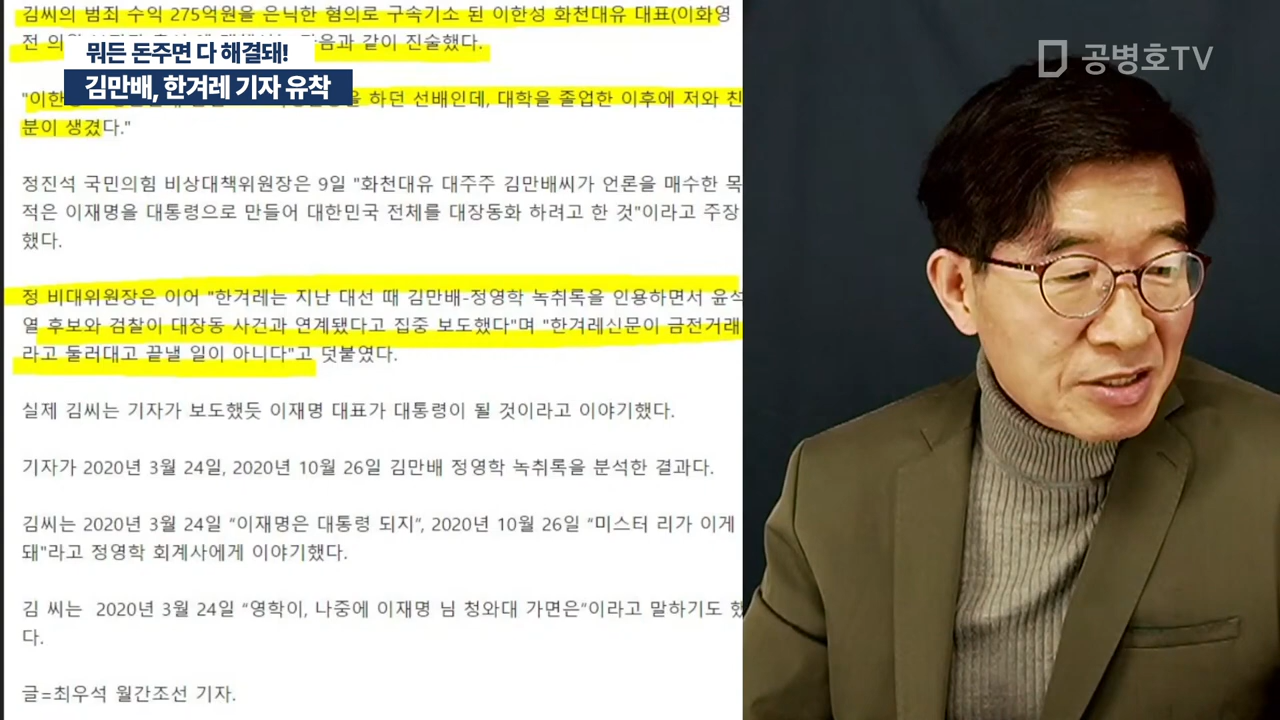 김씨의 범죄 수익 275억원을 은닉한 혐의로 구속기소 된 이한성 화천대유 대표(이화영
전 의원
다음과 같이 진술했다.
뭐든 돈주면 다 해결돼!
김만배, 한겨레 기자 유착
공병호TV
"이한
을 하던 선배인데, 대학을 졸업한 이후에 저와 친
분이 생겼다."
정진석 국민의힘 비상대책위원장은 9일 "화천대유 대주주 김만배씨가 언론을 매수한 목
적은 이재명을 대통령으로 만들어 대한민국 전체를 대장동화 하려고 한 것"이라고 주장
했다.
정 비대위원장은 이어 "한겨레는 지난 대선 때 김만배-정영학 녹취록을 인용하면서 윤석
열 후보와 검찰이 대장동 사건과 연계됐다고 집중 보도했다"며 "한겨레신문이 금전거래
라고 둘러대고 끝낼 일이 아니다"고 덧붙였다.
실제 김씨는 기자가 보도했듯 이재명 대표가 대통령이 될 것이라고 이야기했다.
기자가 2020년 3월 24일, 2020년 10월 26일 김만배 정영학 녹취록을 분석한 결과다.
김씨는 2020년 3월 24일 “이재명은 대통령 되지”, 2020년 10월 26일 “미스터 리가 이게
돼"라고 정영학 회계사에게 이야기했다.
김 씨는 2020년 3월 24일 “영학이, 나중에 이재명 님 청와대 가면은”이라고 말하기도 했
다.
글=최우석 월간조선 기자.